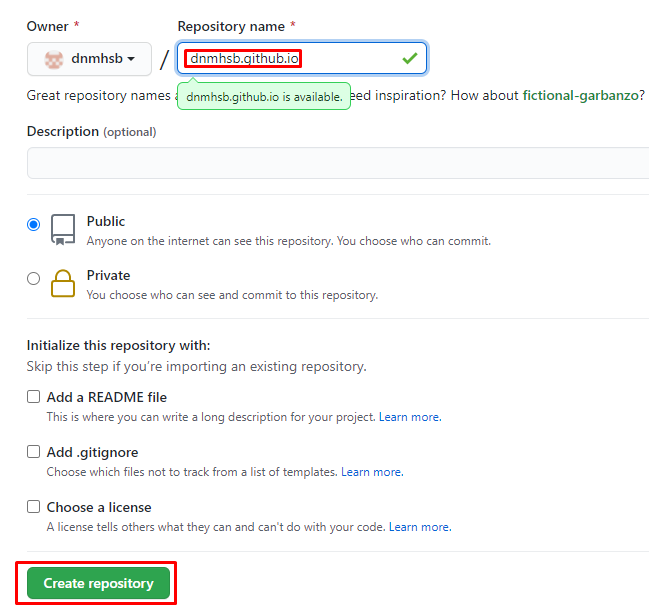 Owner *
Repository name *
dnmhsb
/
dnmhsb.github.io
Great repository names a
dnmhsb.github.io is available.
eed inspiration? How about fictional-garbanzo?
Description (optional)
Public
Anyone on the internet can see this repository. You choose who can commit.
Private
You choose who can see and commit to this repository.
Initialize this repository with:
Skip this step if you're importing an existing repository.
Add a README file
This is where you can write a long description for your project. Learn more.
Add .gitignore
Choose which files not to track from a list of templates. Learn more.
Choose a license
A license tells others what they can and can't do with your code. Learn more.
Create repository